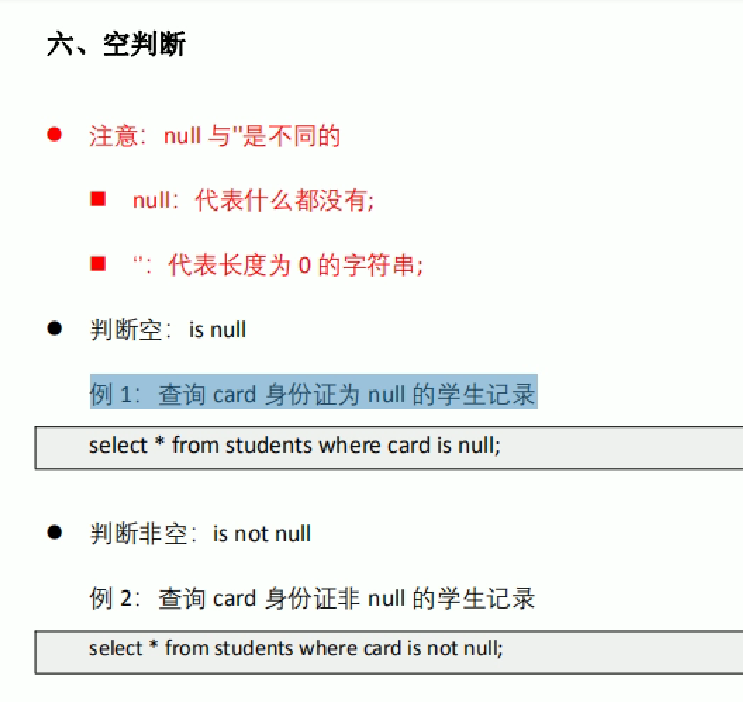 六、空判断
● 注意：null 与''是不同的
■ null：代表什么都没有;
■ ‘’：代表长度为 0 的字符串;
● 判断空：is null
例 1：查询 card 身份证为 null 的学生记录
select * from students where card is null;
● 判断非空：is not null
例 2：查询 card 身份证非 null 的学生记录
select * from students where card is not null;